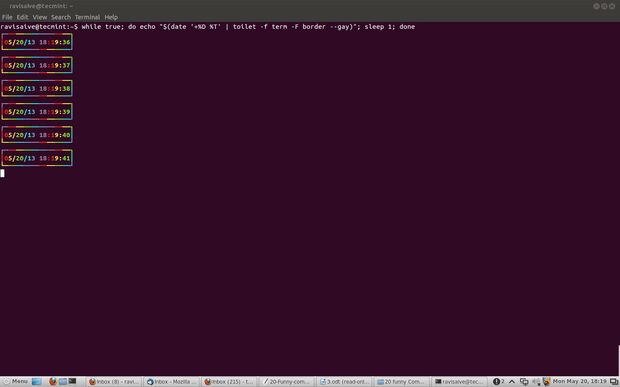 ravisaive@tecmint: ~
File Edit View Search Terminal Help
ravisaive@tecmint:~$ while true; do echo "$(date '+%D %T' | toilet -f term -F border --gay)"; sleep 1; done
05/20/13 18:19:36
05/20/13 18:19:37
05/20/13 18:19:38
05/20/13 18:19:39
05/20/13 18:19:40
05/20/13 18:19:41
Menu Inbox (8) - ravi... Inbox - Mozilla ... Inbox (215) - t... 20-Funny-com... 3.odt (read-onl... 20 funny Com... ravisaive@tec... 2 Mon May 20, 18:19